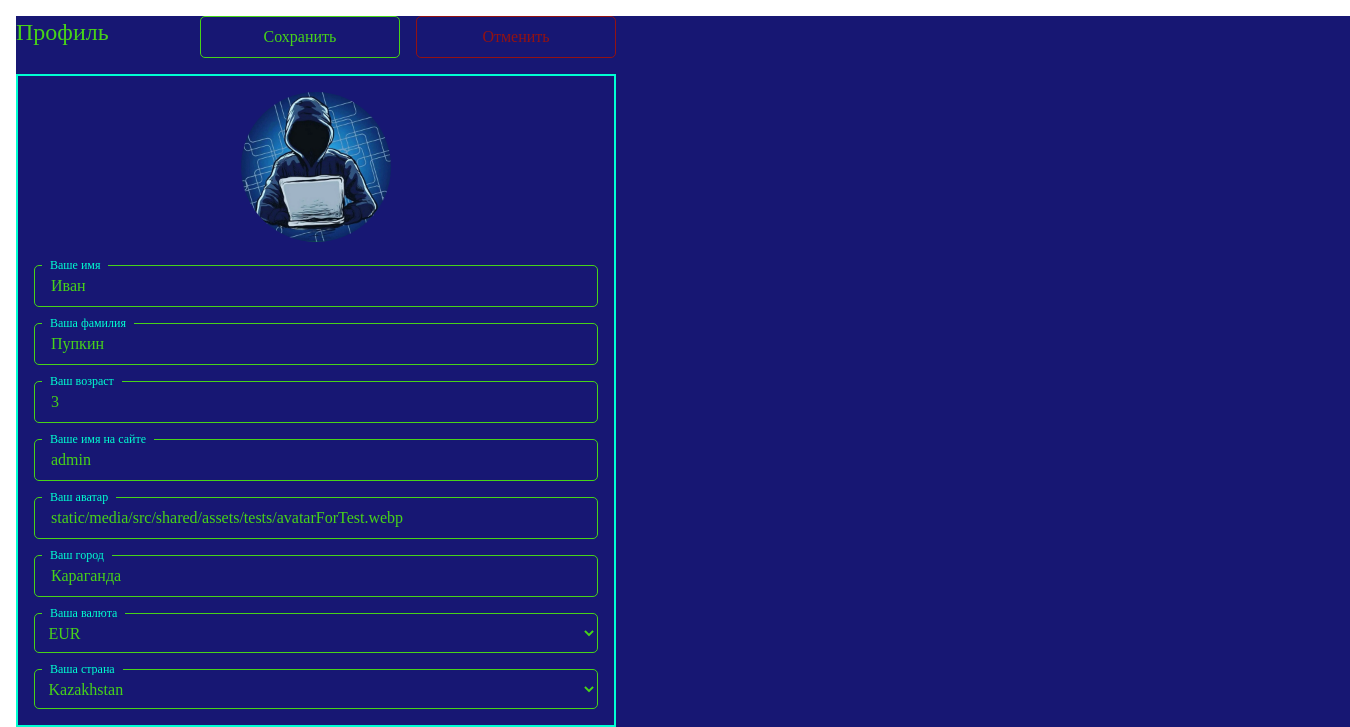 Профиль
Сохранить
Отменить
Ваше имя
Иван
Ваша фамилия
Пупкин
Ваш возраст
3
Ваше имя на сайте
admin
Ваш аватар
static/media/src/shared/assets/tests/avatarForTest.webp
Ваш город
Караганда
Ваша валюта
EUR
Ваша страна
Kazakhstan